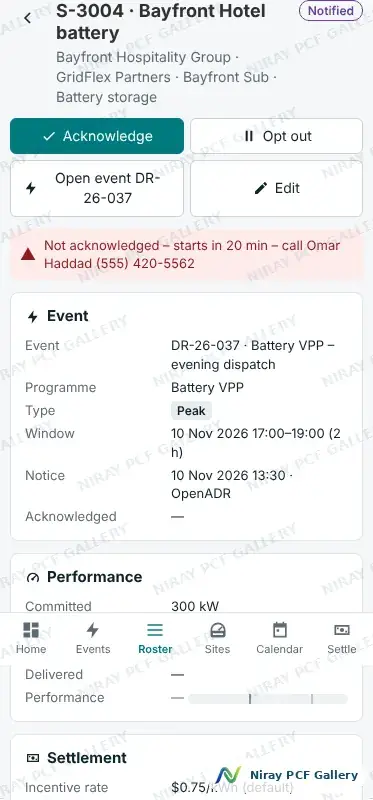 S-3004 · Bayfront Hotel
battery
Notified
Bayfront Hospitality Group ·
GridFlex Partners · Bayfront Sub ·
Battery storage
Acknowledge
Opt out
Open event DR-
26-037
Edit
Not acknowledged – starts in 20 min – call Omar
Haddad (555) 420-5562
Event
Event DR-26-037 · Battery VPP –
evening dispatch
Programme Battery VPP
Type Peak
Window 10 Nov 2026 17:00–19:00 (2
h)
Notice 10 Nov 2026 13:30 ·
OpenADR
Acknowledged —
Performance
Committed 300 kW
Home Events Roster Sites Calendar Settle
Delivered —
Performance —
Settlement
Incentive rate $0.75/kWh (default)
Niray PCF Gallery
NIRAY PCF GALLERY